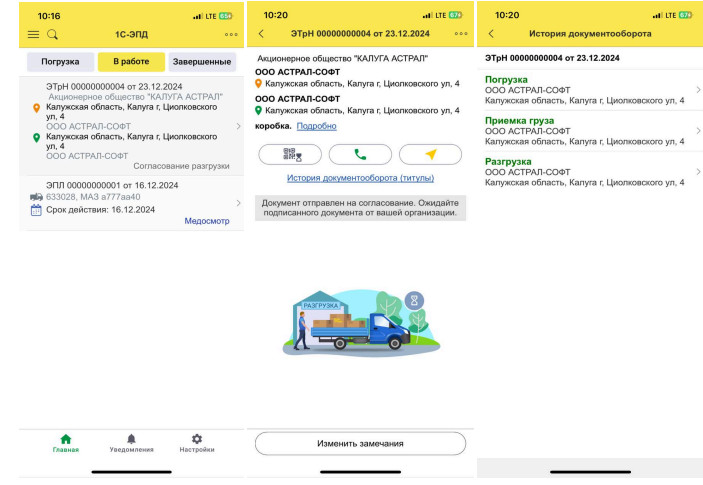 10:16
LTE 65
1С-ЭПД
Погрузка
В работе
Завершенные
ЭТрН 00000000004 от 23.12.2024
Акционерное общество "КАЛУГА АСТРАЛ"
Калужская область, Калуга г, Циолковского
ул, 4
ООО АСТРАЛ-СОФТ
Калужская область, Калуга г, Циолковского
ул, 4
ООО АСТРАЛ-СОФТ
Согласование разгрузки
ЭПЛ 00000000001 от 16.12.2024
633028, МАЗ а777аа40
Срок действия: 16.12.2024
Медосмотр
Главная
Уведомления
Настройки
10:20
LTE 67
ЭТрН 00000000004 от 23.12.2024
Акционерное общество "КАЛУГА АСТРАЛ"
ООО АСТРАЛ-СОФТ
Калужская область, Калуга г, Циолковского ул, 4
ООО АСТРАЛ-СОФТ
Калужская область, Калуга г, Циолковского ул, 4
коробка. Подробно
История документооборота (титулы)
Документ отправлен на согласование. Ожидайте
подписанного документа от вашей организации.
РАЗГРУЗКА
Изменить замечания
10:20
LTE 67
История документооборота
ЭТрН 00000000004 от 23.12.2024
Погрузка
ООО АСТРАЛ-СОФТ
Калужская область, Калуга г, Циолковского ул, 4
Приемка груза
ООО АСТРАЛ-СОФТ
Калужская область, Калуга г, Циолковского ул, 4
Разгрузка
ООО АСТРАЛ-СОФТ
Калужская область, Калуга г, Циолковского ул, 4